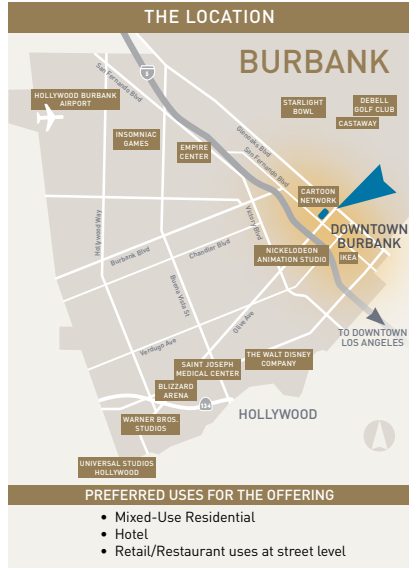 THE LOCATION
BURBANK
5
San Fernando Blvd
HOLLYWOOD BURBANK
AIRPORT
STARLIGHT
BOWL
DEBELL
GOLF CLUB
CASTAWAY
INSOMNIAC
GAMES
EMPIRE
CENTER
Glenoaks Blvd
San Fernando Blvd
CARTOON
NETWORK
Hollywood Way
Victory Blvd
DOWNTOWN
BURBANK
Burbank Blvd
Chandler Blvd
NICKELODEON
ANIMATION STUDIO
IKEA
Buena Vista St
Olive Ave
TO DOWNTOWN
LOS ANGELES
Verdugo Ave
SAINT JOSEPH
MEDICAL CENTER
THE WALT DISNEY
COMPANY
BLIZZARD
ARENA
134
HOLLYWOOD
WARNER BROS.
STUDIOS
UNIVERSAL STUDIOS
HOLLYWOOD
PREFERRED USES FOR THE OFFERING
• Mixed-Use Residential
• Hotel
• Retail/Restaurant uses at street level